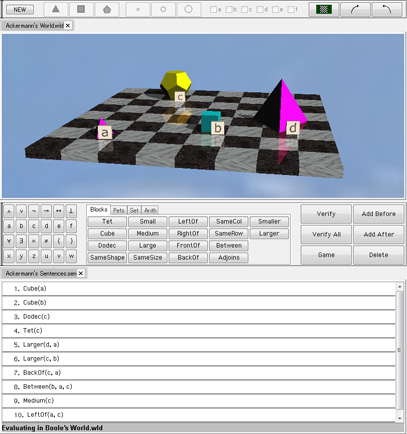 NEW a b c d e f
Ackermann's World.wld
a
c
b
d
∧ ∨ ¬ → ↔ ⊥
a b c d e f
∀ ∃ = ≠ ( )
x y z u v w
Blocks Pets Set Arith
Tet Small LeftOf SameCol Smaller
Cube Medium RightOf SameRow Larger
Dodec Large FrontOf Between
SameShape SameSize BackOf Adjoins
Verify Add Before
Verify All Add After
Game Delete
Ackermann's Sentences.sen
1. Cube(a)
2. Cube(b)
3. Dodec(c)
4. Tet(c)
5. Larger(d, a)
6. Larger(c, b)
7. BackOf(c, a)
8. Between(b, a, c)
9. Medium(c)
10. LeftOf(a, c)
Evaluating in Boole's World.wld